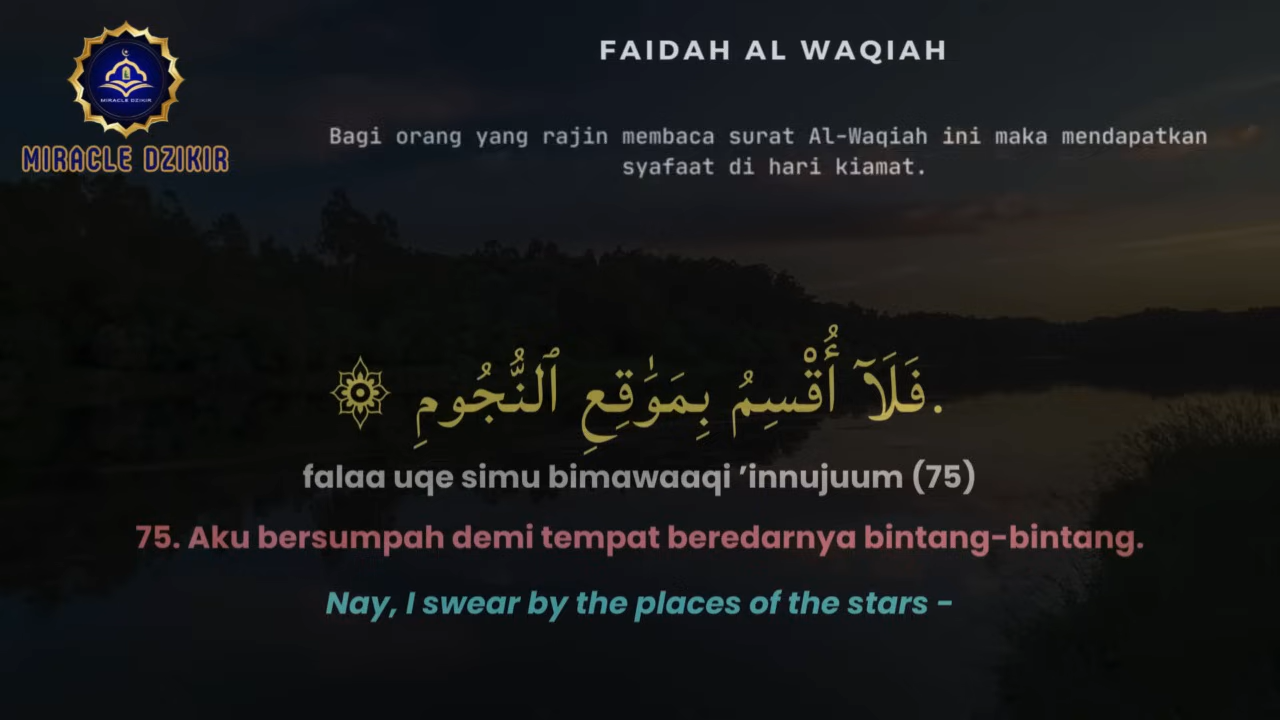 MIRACLE DZIKIR
MIRACLE DZIKIR
FAIDAH AL WAQIAH
Bagi orang yang rajin membaca surat Al-Waqiah ini maka mendapatkan
syafaat di hari kiamat.
.فَلَآ أُقْسِمُ بِمَوَٰقِعِ ٱلنُّجُومِ ۞
falaa uqe simu bimawaaqi ’innujuum (75)
75. Aku bersumpah demi tempat beredarnya bintang-bintang.
Nay, I swear by the places of the stars -